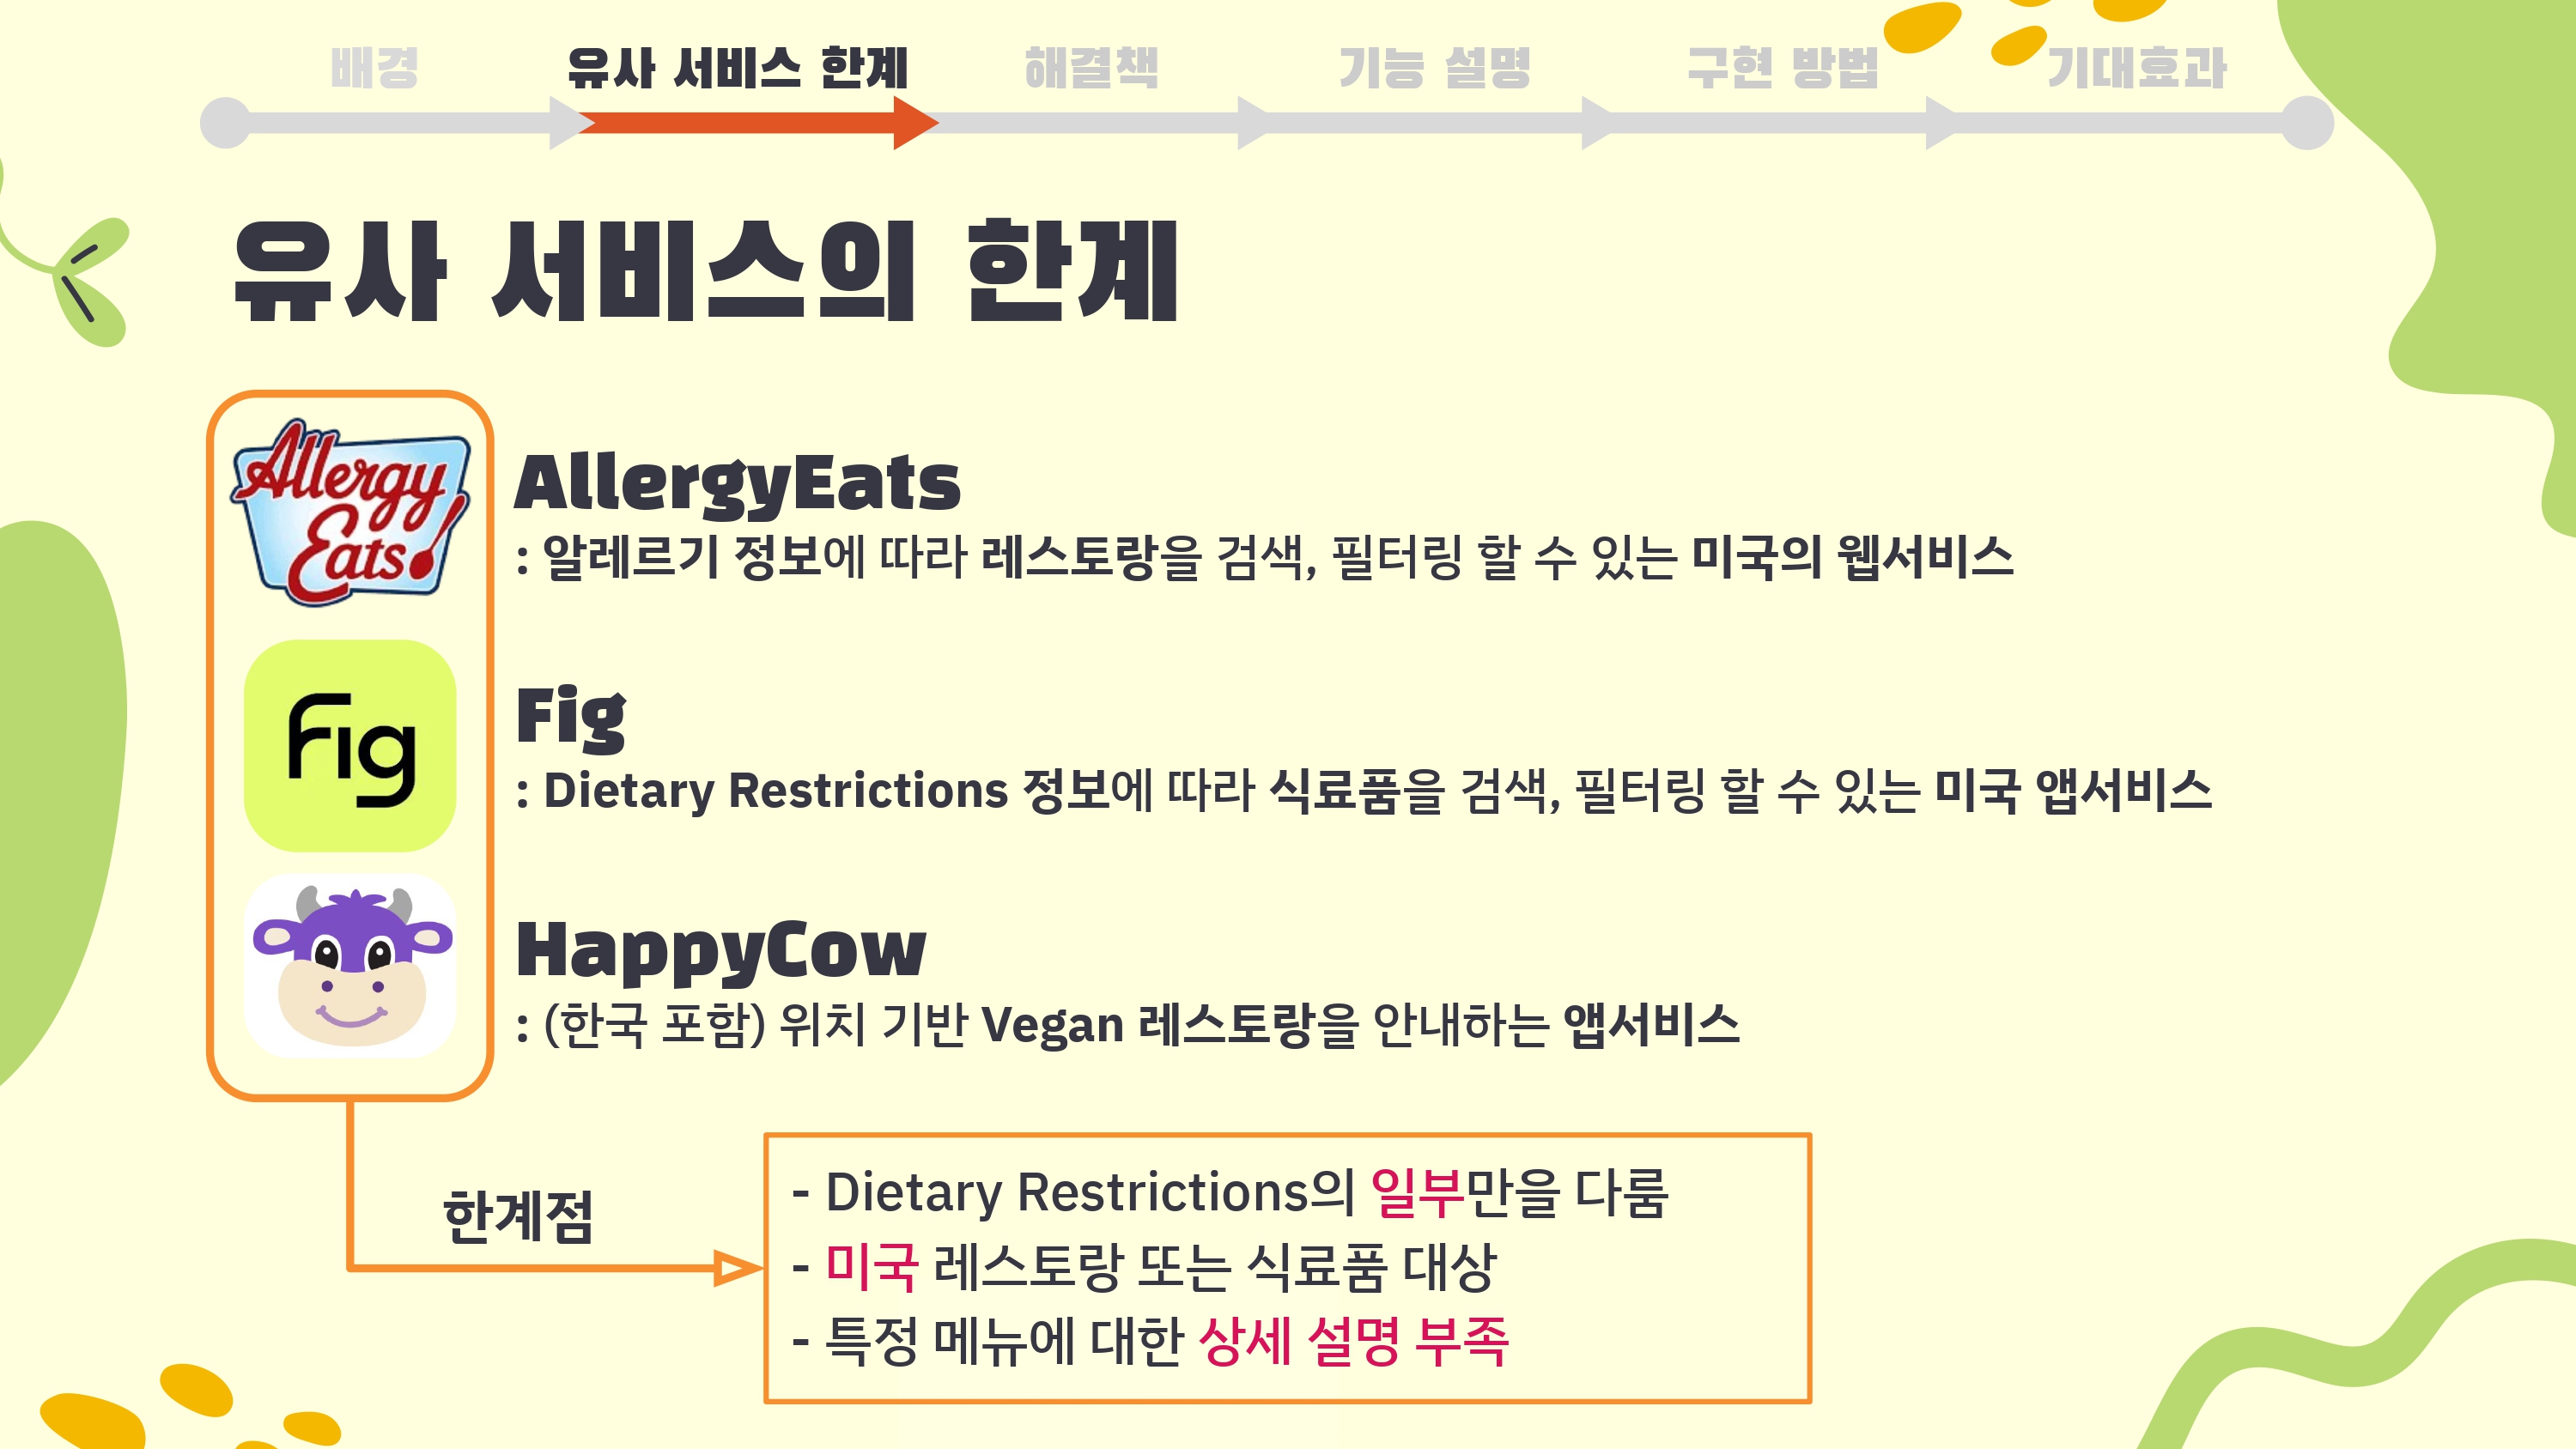 배경
유사 서비스 한계
해결책
기능 설명
구현 방법
기대효과
유사 서비스의 한계
Allergy
Eats
AllergyEats
: 알레르기 정보에 따라 레스토랑을 검색, 필터링 할 수 있는 미국의 웹서비스
Fig
Fig
: Dietary Restrictions 정보에 따라 식료품을 검색, 필터링 할 수 있는 미국 앱서비스
HappyCow
: (한국 포함) 위치 기반 Vegan 레스토랑을 안내하는 앱서비스
한계점
- Dietary Restrictions의 일부만을 다룸
- 미국 레스토랑 또는 식료품 대상
- 특정 메뉴에 대한 상세 설명 부족